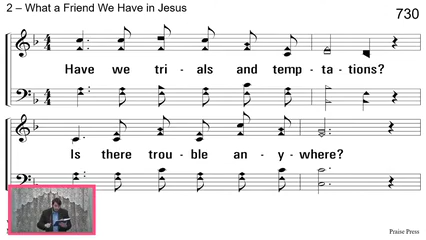 2 – What a Friend We Have in Jesus
730
Have we tri - als and temp - ta - tions?
Is there trou - ble an - y - where?
Praise Press